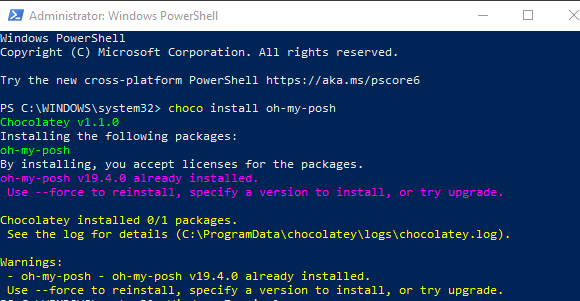 Administrator: Windows PowerShell
Windows PowerShell
Copyright (C) Microsoft Corporation. All rights reserved.
Try the new cross-platform PowerShell https://aka.ms/pscore6
PS C:\WINDOWS\system32> choco install oh-my-posh
Chocolatey v1.1.0
Installing the following packages:
oh-my-posh
By installing, you accept licenses for the packages.
oh-my-posh v19.4.0 already installed.
Use --force to reinstall, specify a version to install, or try upgrade.
Chocolatey installed 0/1 packages.
See the log for details (C:\ProgramData\chocolatey\logs\chocolatey.log).
Warnings:
- oh-my-posh - oh-my-posh v19.4.0 already installed.
Use --force to reinstall, specify a version to install, or try upgrade.